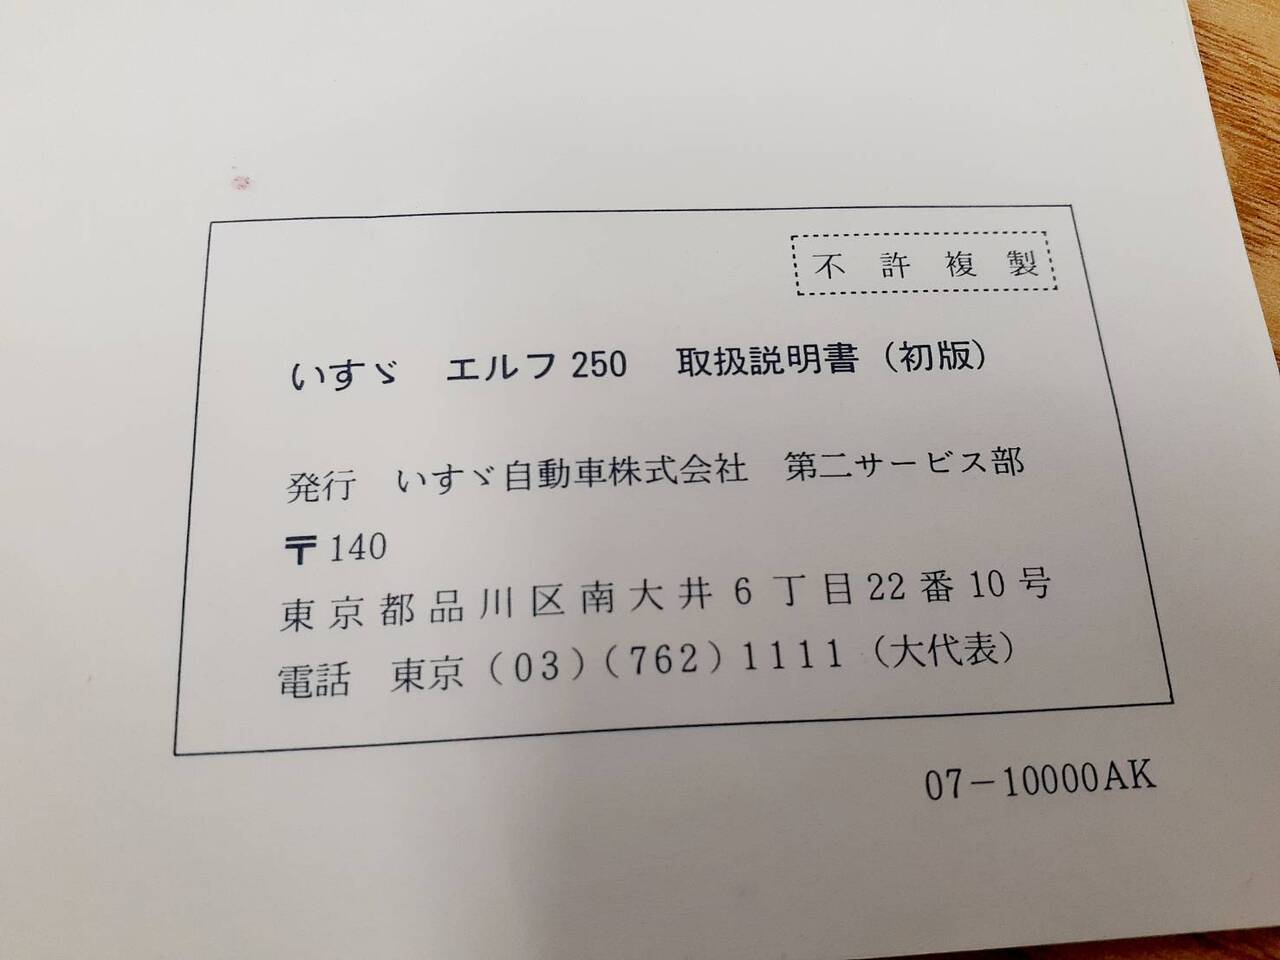 不許複製
いすゞ エルフ250 取扱説明書（初版）
発行 いすゞ自動車株式会社 第二サービス部
〒140
東京都品川区南大井6丁目22番10号
電話 東京（03）（762）1111（大代表）
07－10000AK